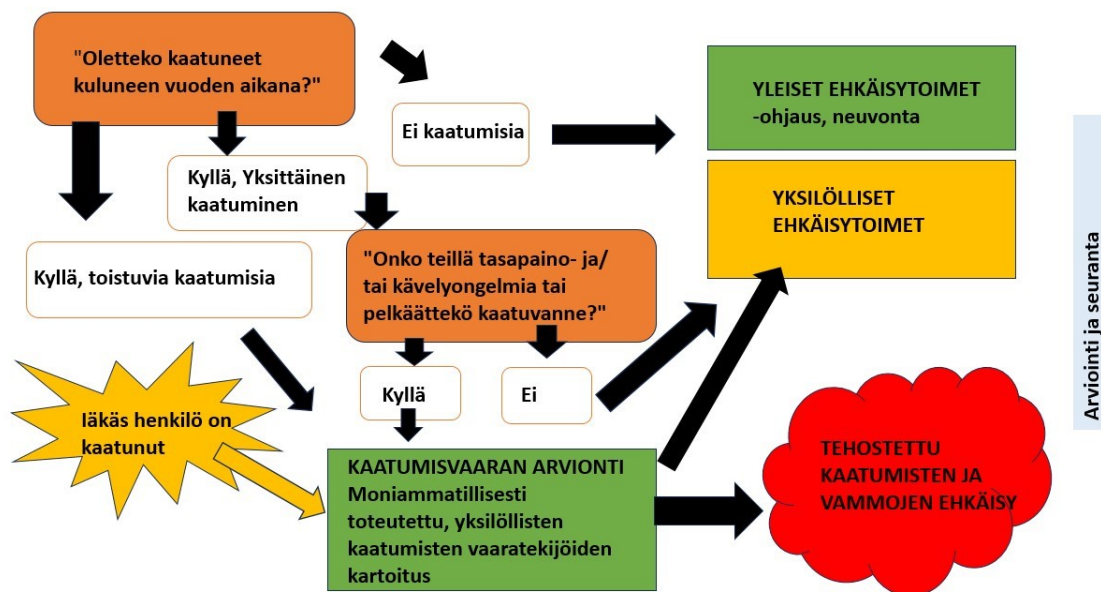 "Oletteko kaatuneet
kuluneen vuoden aikana?"
Ei kaatumisia
YLEISET EHKÄISYTOIMET
-ohjaus, neuvonta
Kyllä, Yksittäinen
kaatuminen
YKSILÖLLISET
EHKÄISYTOIMET
Kyllä, toistuvia kaatumisia
"Onko teillä tasapaino- ja/
tai kävelyongelmia tai
pelkäättekö kaatuvanne?"
Kyllä
Ei
Iäkäs henkilö on
kaatunut
KAATUMISVAARAN ARVIONTI
Moniammatillisesti
toteutettu, yksilöllisten
kaatumisten vaaratekijöiden
kartoitus
TEHOSTETTU
KAATUMISTEN JA
VAMMOJEN EHKÄISY
Arviointi ja seuranta